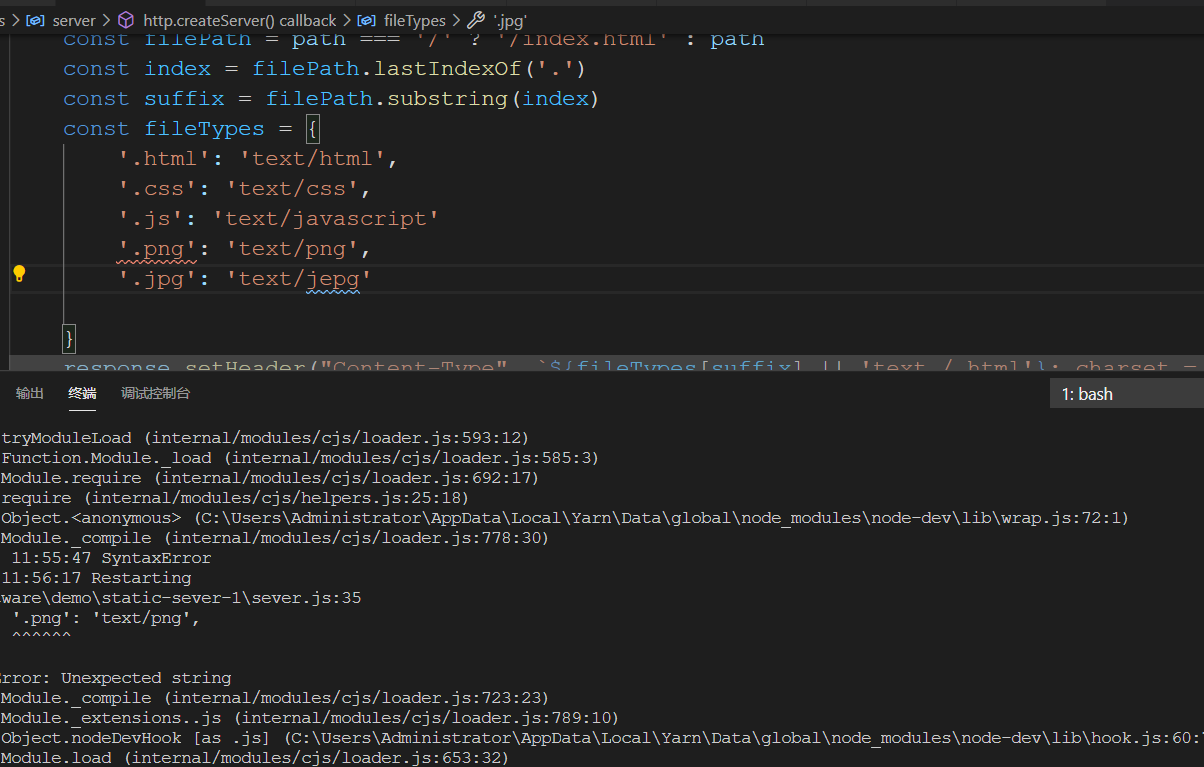 s > server > http.createServer() callback > fileTypes > '.jpg'
const filePath = path === '/' ? '/index.html' : path
const index = filePath.lastIndexOf('.')
const suffix = filePath.substring(index)
const fileTypes = {
'.html': 'text/html',
'.css': 'text/css',
'.js': 'text/javascript'
'.png': 'text/png',
'.jpg': 'text/jepg'
}
response setHeader("Content-Type" `${fileTypes[suffix] || 'text / html'}; charset =
输出 终端 调试控制台 1: bash
tryModuleLoad (internal/modules/cjs/loader.js:593:12)
Function.Module._load (internal/modules/cjs/loader.js:585:3)
Module.require (internal/modules/cjs/loader.js:692:17)
require (internal/modules/cjs/helpers.js:25:18)
Object.<anonymous> (C:\Users\Administrator\AppData\Local\Yarn\Data\global\node_modules\node-dev\lib\wrap.js:72:1)
Module._compile (internal/modules/cjs/loader.js:778:30)
11:55:47 SyntaxError
11:56:17 Restarting
ware\demo\static-sever-1\sever.js:35
'.png': 'text/png',
^^^^^^
rror: Unexpected string
Module._compile (internal/modules/cjs/loader.js:723:23)
Module._extensions..js (internal/modules/cjs/loader.js:789:10)
Object.nodeDevHook [as .js] (C:\Users\Administrator\AppData\Local\Yarn\Data\global\node_modules\node-dev\lib\hook.js:60:
Module.load (internal/modules/cjs/loader.js:653:32)